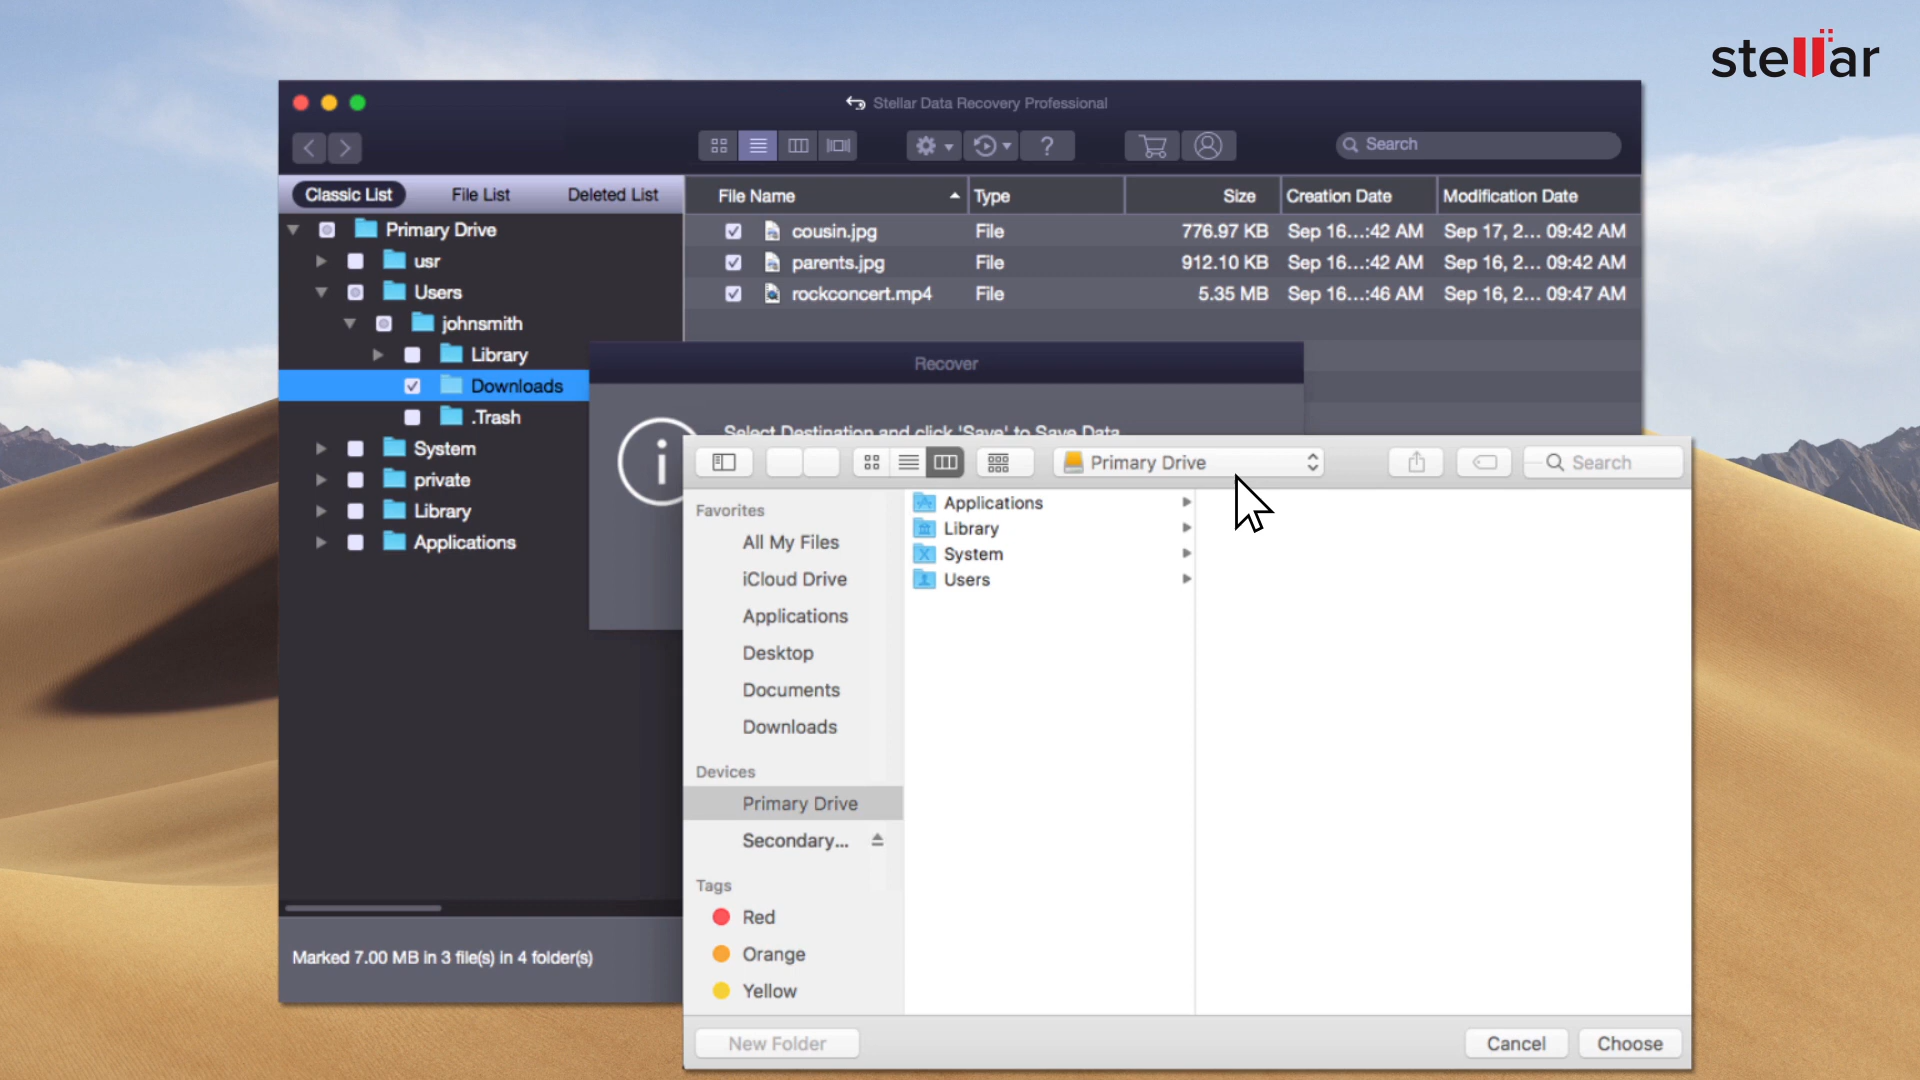 stellar
Stellar Data Recovery Professional
?
Search
Classic List File List Deleted List
File Name Type Size Creation Date Modification Date
Primary Drive
usr
Users
johnsmith
Library
Downloads
.Trash
System
private
Library
Applications
cousin.jpg File 776.97 KB Sep 16...:42 AM Sep 17, 2... 09:42 AM
parents.jpg File 912.10 KB Sep 16...:42 AM Sep 16, 2... 09:42 AM
rockconcert.mp4 File 5.35 MB Sep 16...:46 AM Sep 16, 2... 09:47 AM
Marked 7.00 MB in 3 file(s) in 4 folder(s)
Recover
Select Destination and click 'Save' to Save Data
Primary Drive
Search
Favorites
All My Files
iCloud Drive
Applications
Desktop
Documents
Downloads
Devices
Primary Drive
Secondary...
Tags
Red
Orange
Yellow
Applications
Library
System
Users
New Folder Cancel Choose